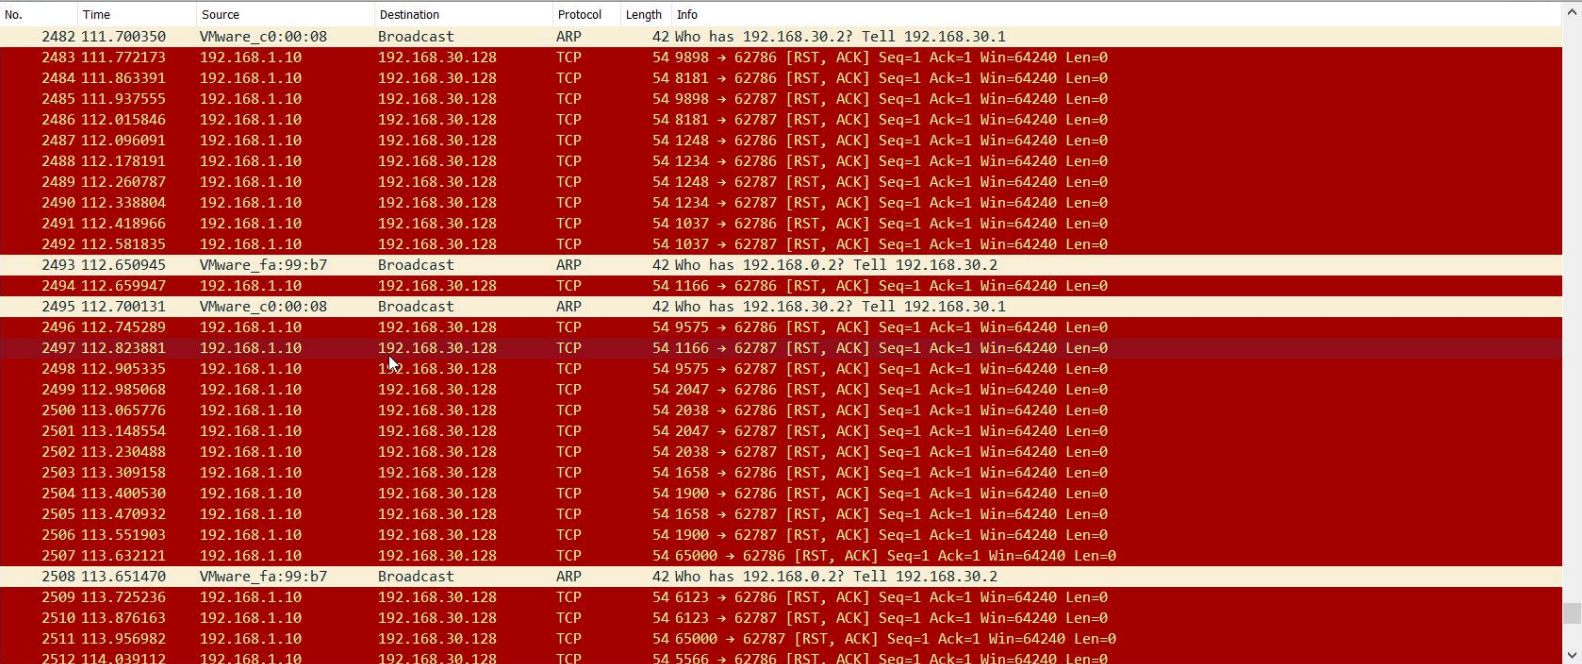 No. Time Source Destination Protocol Length Info
2482 111.700350 VMware_c0:00:08 Broadcast ARP 42 Who has 192.168.30.2? Tell 192.168.30.1
2483 111.772173 192.168.1.10 192.168.30.128 TCP 54 9898 → 62786 [RST, ACK] Seq=1 Ack=1 Win=64240 Len=0
2484 111.863391 192.168.1.10 192.168.30.128 TCP 54 8181 → 62786 [RST, ACK] Seq=1 Ack=1 Win=64240 Len=0
2485 111.937555 192.168.1.10 192.168.30.128 TCP 54 9898 → 62787 [RST, ACK] Seq=1 Ack=1 Win=64240 Len=0
2486 112.015846 192.168.1.10 192.168.30.128 TCP 54 8181 → 62787 [RST, ACK] Seq=1 Ack=1 Win=64240 Len=0
2487 112.096091 192.168.1.10 192.168.30.128 TCP 54 1248 → 62786 [RST, ACK] Seq=1 Ack=1 Win=64240 Len=0
2488 112.178191 192.168.1.10 192.168.30.128 TCP 54 1234 → 62786 [RST, ACK] Seq=1 Ack=1 Win=64240 Len=0
2489 112.260787 192.168.1.10 192.168.30.128 TCP 54 1248 → 62787 [RST, ACK] Seq=1 Ack=1 Win=64240 Len=0
2490 112.338804 192.168.1.10 192.168.30.128 TCP 54 1234 → 62787 [RST, ACK] Seq=1 Ack=1 Win=64240 Len=0
2491 112.418966 192.168.1.10 192.168.30.128 TCP 54 1037 → 62786 [RST, ACK] Seq=1 Ack=1 Win=64240 Len=0
2492 112.581835 192.168.1.10 192.168.30.128 TCP 54 1037 → 62787 [RST, ACK] Seq=1 Ack=1 Win=64240 Len=0
2493 112.650945 VMware_fa:99:b7 Broadcast ARP 42 Who has 192.168.0.2? Tell 192.168.30.2
2494 112.659947 192.168.1.10 192.168.30.128 TCP 54 1166 → 62786 [RST, ACK] Seq=1 Ack=1 Win=64240 Len=0
2495 112.700131 VMware_c0:00:08 Broadcast ARP 42 Who has 192.168.30.2? Tell 192.168.30.1
2496 112.745289 192.168.1.10 192.168.30.128 TCP 54 9575 → 62786 [RST, ACK] Seq=1 Ack=1 Win=64240 Len=0
2497 112.823881 192.168.1.10 192.168.30.128 TCP 54 1166 → 62787 [RST, ACK] Seq=1 Ack=1 Win=64240 Len=0
2498 112.905335 192.168.1.10 192.168.30.128 TCP 54 9575 → 62787 [RST, ACK] Seq=1 Ack=1 Win=64240 Len=0
2499 112.985068 192.168.1.10 192.168.30.128 TCP 54 2047 → 62786 [RST, ACK] Seq=1 Ack=1 Win=64240 Len=0
2500 113.065776 192.168.1.10 192.168.30.128 TCP 54 2038 → 62786 [RST, ACK] Seq=1 Ack=1 Win=64240 Len=0
2501 113.148554 192.168.1.10 192.168.30.128 TCP 54 2047 → 62787 [RST, ACK] Seq=1 Ack=1 Win=64240 Len=0
2502 113.230488 192.168.1.10 192.168.30.128 TCP 54 2038 → 62787 [RST, ACK] Seq=1 Ack=1 Win=64240 Len=0
2503 113.309158 192.168.1.10 192.168.30.128 TCP 54 1658 → 62786 [RST, ACK] Seq=1 Ack=1 Win=64240 Len=0
2504 113.400530 192.168.1.10 192.168.30.128 TCP 54 1900 → 62786 [RST, ACK] Seq=1 Ack=1 Win=64240 Len=0
2505 113.470932 192.168.1.10 192.168.30.128 TCP 54 1658 → 62787 [RST, ACK] Seq=1 Ack=1 Win=64240 Len=0
2506 113.551903 192.168.1.10 192.168.30.128 TCP 54 1900 → 62787 [RST, ACK] Seq=1 Ack=1 Win=64240 Len=0
2507 113.632121 192.168.1.10 192.168.30.128 TCP 54 65000 → 62786 [RST, ACK] Seq=1 Ack=1 Win=64240 Len=0
2508 113.651470 VMware_fa:99:b7 Broadcast ARP 42 Who has 192.168.0.2? Tell 192.168.30.2
2509 113.725236 192.168.1.10 192.168.30.128 TCP 54 6123 → 62786 [RST, ACK] Seq=1 Ack=1 Win=64240 Len=0
2510 113.876163 192.168.1.10 192.168.30.128 TCP 54 6123 → 62787 [RST, ACK] Seq=1 Ack=1 Win=64240 Len=0
2511 113.956982 192.168.1.10 192.168.30.128 TCP 54 65000 → 62787 [RST, ACK] Seq=1 Ack=1 Win=64240 Len=0
2512 114.039112 192.168.1.10 192.168.30.128 TCP 54 5566 → 62786 [RST, ACK] Seq=1 Ack=1 Win=64240 Len=0